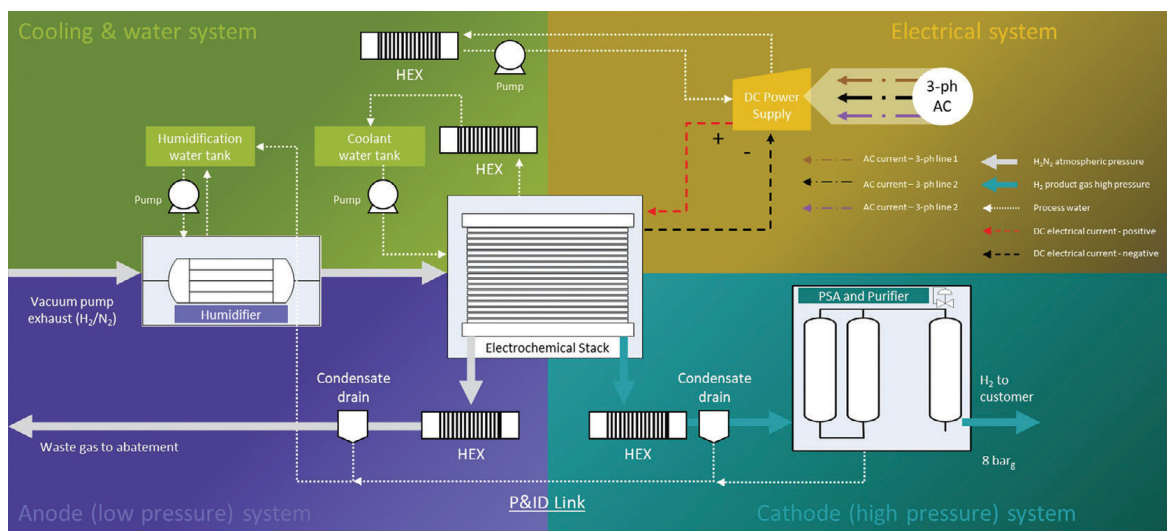 Cooling & water system
Electrical system
HEX
Pump
DC Power
Supply
3-ph
AC
+
-
Humidification
water tank
Coolant
water tank
HEX
Pump
Pump
AC current – 3-ph line 1
AC current – 3-ph line 2
AC current – 3-ph line 2
H₂N₂ atmospheric pressure
H₂ product gas high pressure
Process water
DC electrical current - positive
DC electrical current - negative
Vacuum pump
exhaust (H₂/N₂)
Humidifier
Electrochemical Stack
PSA and Purifier
Condensate
drain
HEX
Waste gas to abatement
Condensate
drain
HEX
H₂ to
customer
8 barg
P&ID Link
Anode (low pressure) system
Cathode (high pressure) system